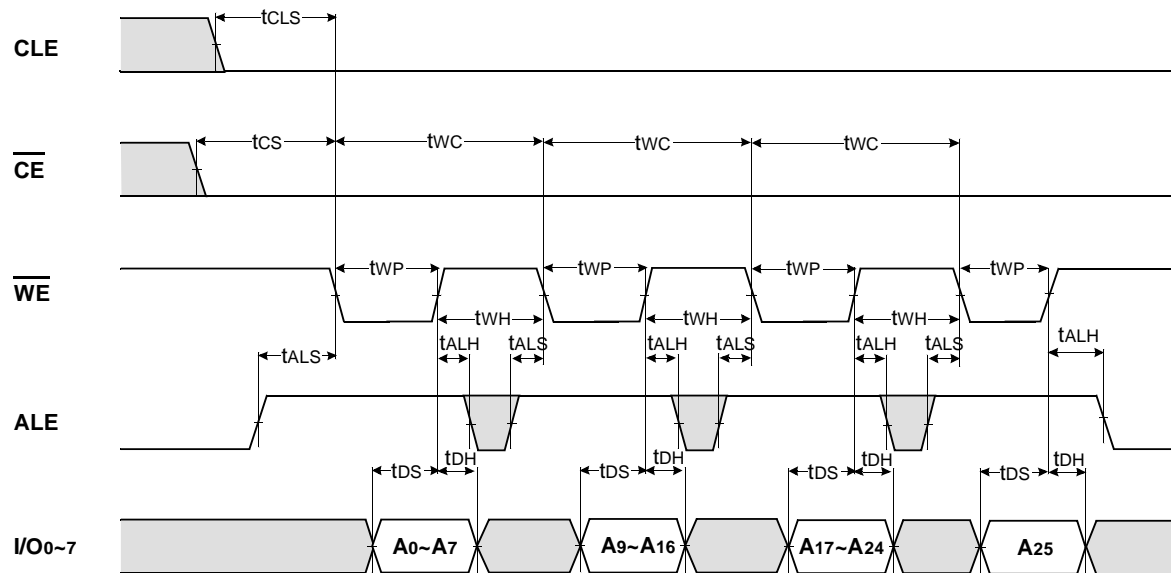 CLE
tCLS
CE
tCS
tWC
tWC
tWC
WE
tWP
tWP
tWP
tWP
tWH
tWH
tWH
tALS
tALH
tALS
tALH
tALS
tALH
tALS
tALH
ALE
tDS
tDH
tDS
tDH
tDS
tDH
tDS
tDH
I/O0~7
A0~A7
A9~A16
A17~A24
A25